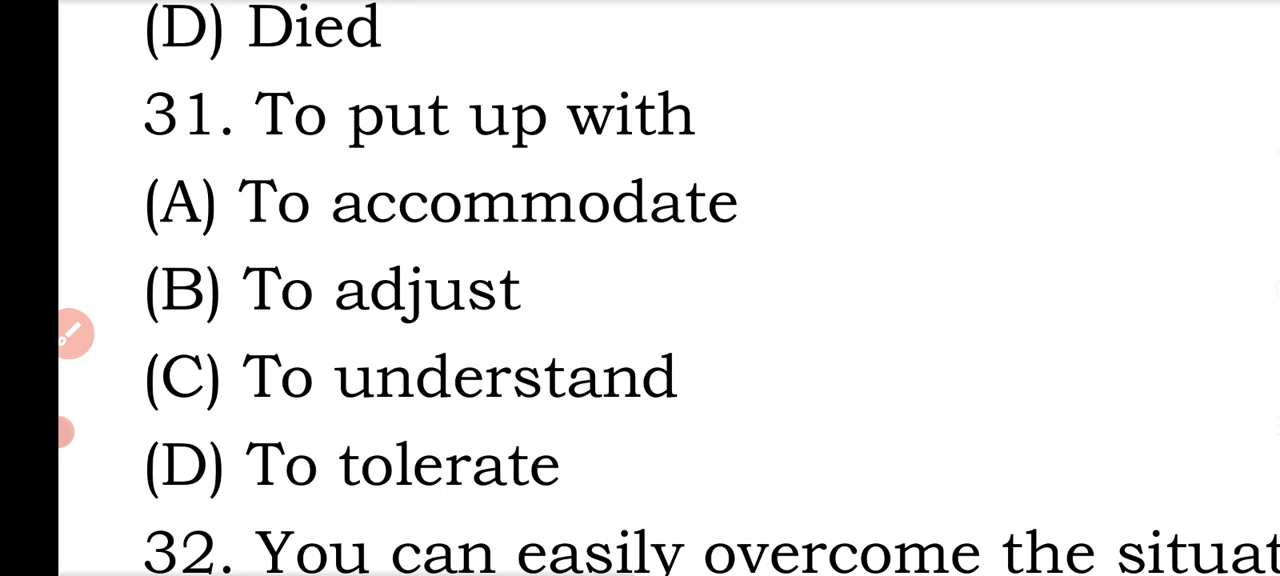 (D) Died
31. To put up with
(A) To accommodate
(B) To adjust
(C) To understand
(D) To tolerate
32. You can easily overcome the